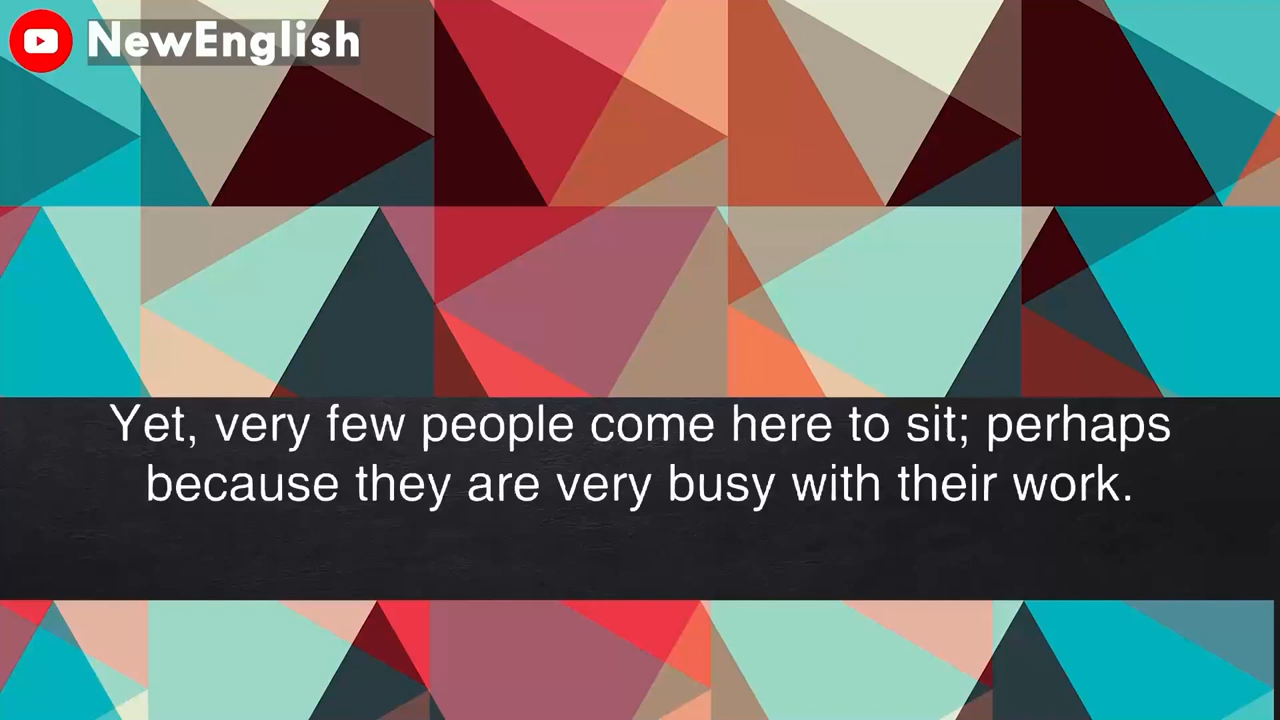 NewEnglish
Yet, very few people come here to sit; perhaps
because they are very busy with their work.